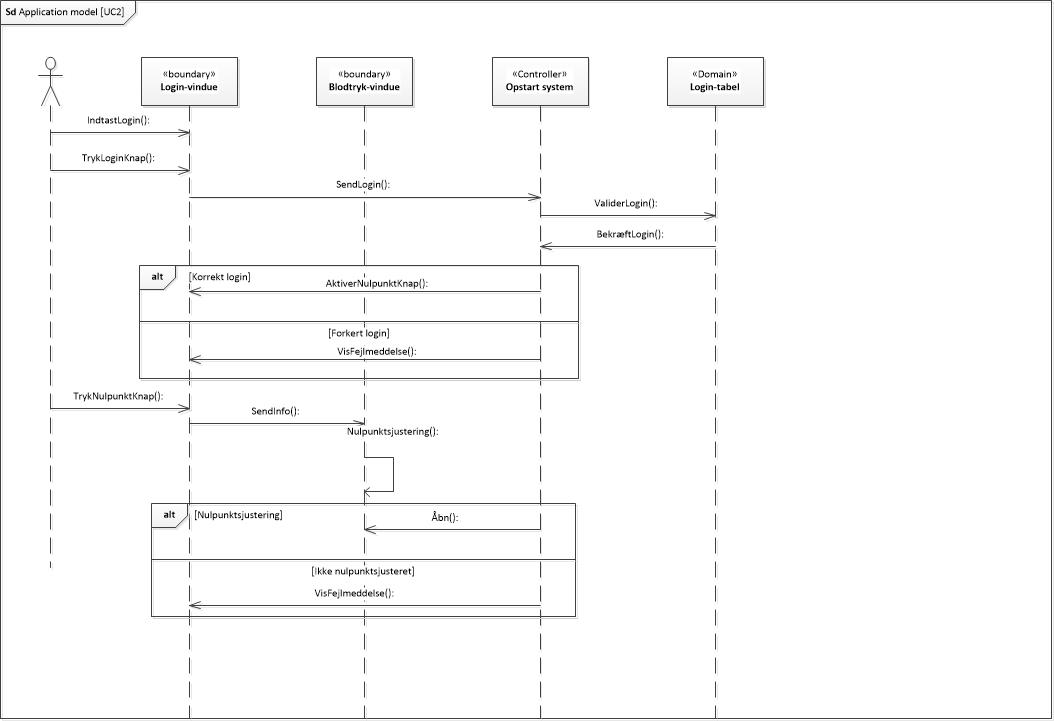 Sd Application model [UC2]
«boundary»
Login-vindue
«boundary»
Blodtryk-vindue
«Controller»
Opstart system
«Domain»
Login-tabel
IndtastLogin():
TrykLoginKnap():
SendLogin():
ValiderLogin():
BekræftLogin():
alt [Korrekt login]
AktiverNulpunktKnap():
[Forkert login]
VisFejlmeddelse():
TrykNulpunktKnap():
SendInfo():
Nulpunktsjustering():
alt [Nulpunktsjustering]
Åbn():
[Ikke nulpunktsjusteret]
VisFejlmeddelse():